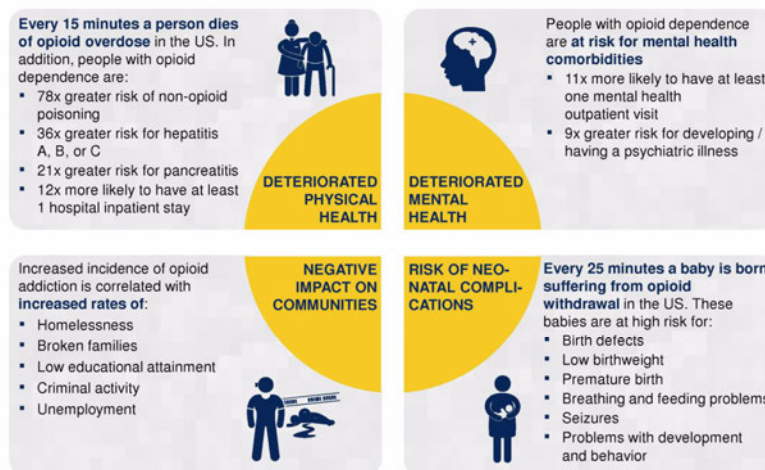 Every 15 minutes a person dies
of opioid overdose in the US. In
addition, people with opioid
dependence are:
▪ 78x greater risk of non-opioid
poisoning
▪ 36x greater risk for hepatitis
A, B, or C
▪ 21x greater risk for pancreatitis
▪ 12x more likely to have at least
1 hospital inpatient stay
DETERIORATED
PHYSICAL
HEALTH
People with opioid dependence
are at risk for mental health
comorbidities
▪ 11x more likely to have at least
one mental health
outpatient visit
▪ 9x greater risk for developing /
having a psychiatric illness
DETERIORATED
MENTAL
HEALTH
Increased incidence of opioid
addiction is correlated with
increased rates of:
▪ Homelessness
▪ Broken families
▪ Low educational attainment
▪ Criminal activity
▪ Unemployment
NEGATIVE
IMPACT ON
COMMUNITIES
RISK OF NEO-
NATAL COMPLI-
CATIONS
Every 25 minutes a baby is born
suffering from opioid
withdrawal in the US. These
babies are at high risk for:
▪ Birth defects
▪ Low birthweight
▪ Premature birth
▪ Breathing and feeding problems
▪ Seizures
▪ Problems with development
and behavior